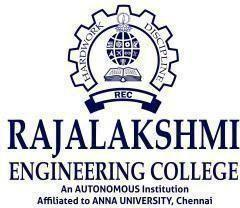 HARDWORK DISCIPLINE
REC
RAJALAKSHMI
ENGINEERING COLLEGE
An AUTONOMOUS Institution
Affiliated to ANNA UNIVERSITY, Chennai